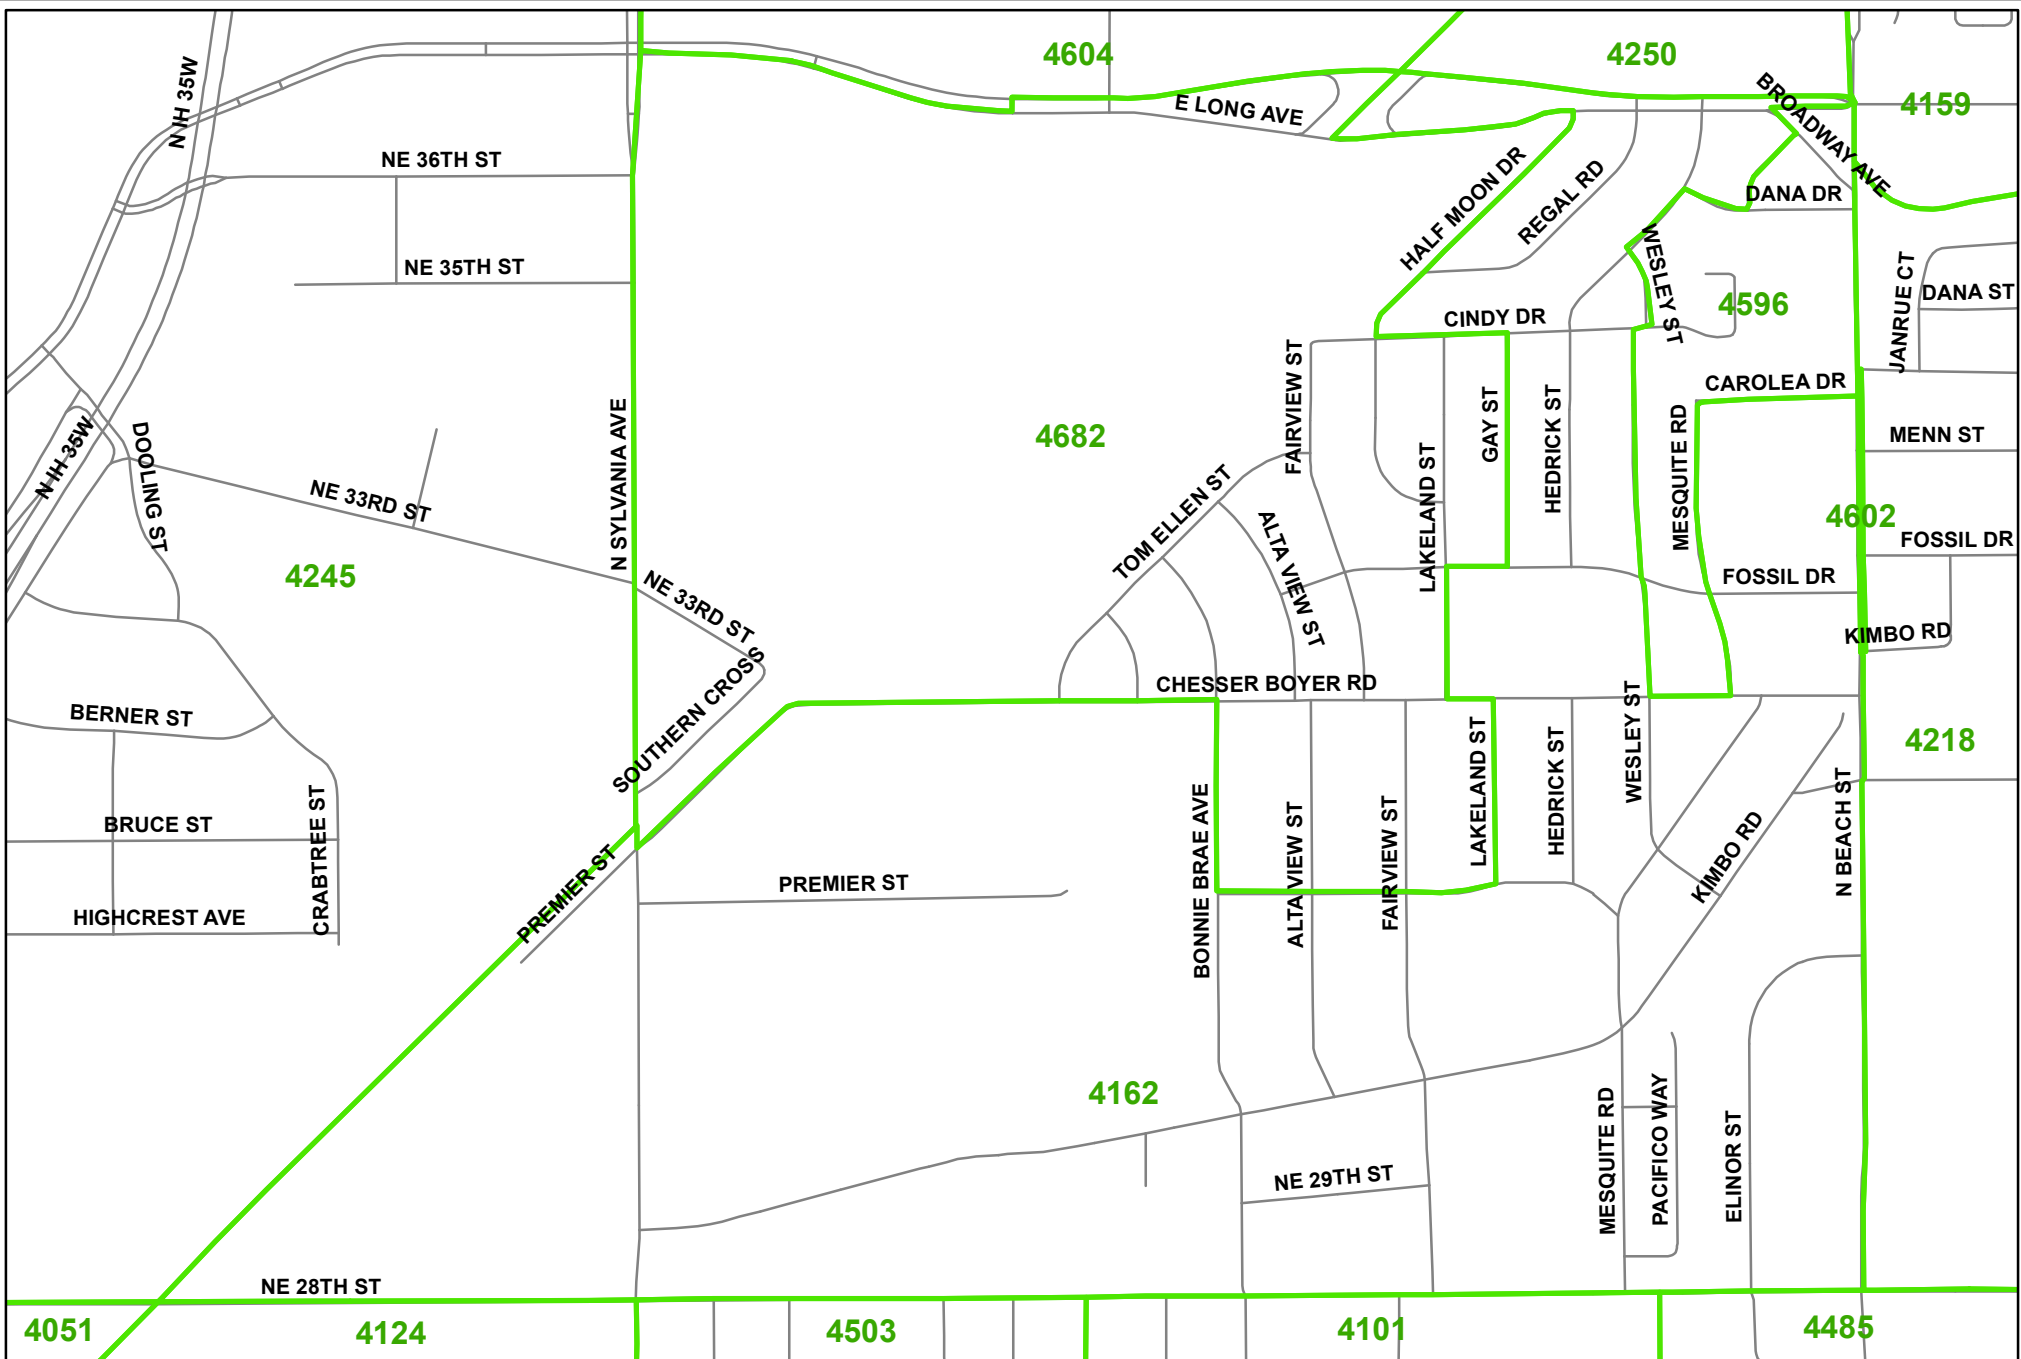 4604
4250
BROADWAY AVE
4159
N IH 35W
E LONG AVE
NE 36TH ST
HALF MOON DR
REGAL RD
DANA DR
NE 35TH ST
WESLEY ST
JANRUE CT
DANA ST
4596
CINDY DR
FAIRVIEW ST
CAROLEA DR
N SYLVANIA AVE
4682
GAY ST
HEDRICK ST
MESQUITE RD
MENN ST
N IH 35W
DOOLING ST
NE 33RD ST
TOM ELLEN ST
ALTA VIEW ST
LAKELAND ST
4602
FOSSIL DR
4245
NE 33RD ST
FOSSIL DR
KIMBO RD
SOUTHERN CROSS
CHESSER BOYER RD
BERNER ST
WESLEY ST
4218
LAKELAND ST
HEDRICK ST
BRUCE ST
CRABTREE ST
BONNIE BRAE AVE
ALTA VIEW ST
FAIRVIEW ST
KIMBO RD
N BEACH ST
PREMIER ST
PREMIER ST
HIGHCREST AVE
4162
MESQUITE RD
PACIFICO WAY
ELINOR ST
NE 29TH ST
NE 28TH ST
4051
4124
4503
4101
4485